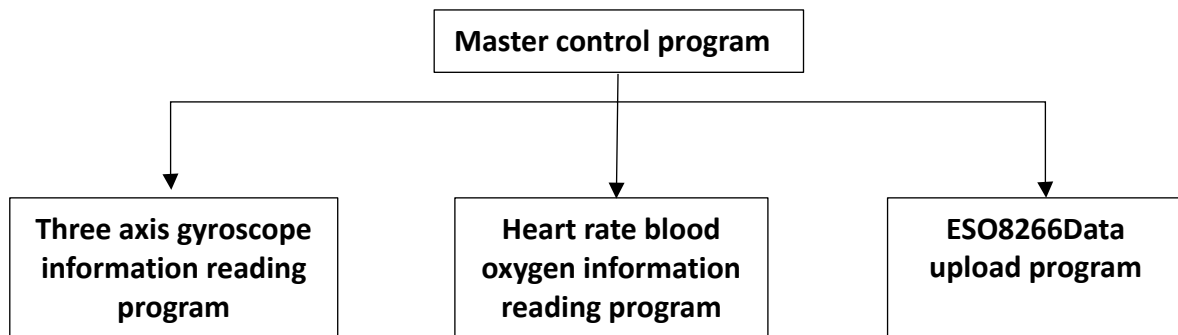 Master control program
Three axis gyroscope
information reading
program
Heart rate blood
oxygen information
reading program
ESO8266Data
upload program